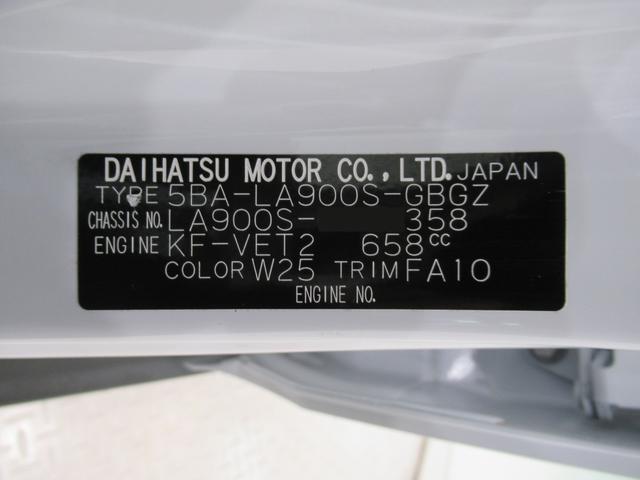 DAIHATSU MOTOR CO.,LTD. JAPAN
TYPE 5BA-LA900S-GBGZ
CHASSIS NO. LA900S- 358
ENGINE KF-VET2 658cc
COLOR W25 TRIM FA10
ENGINE NO.